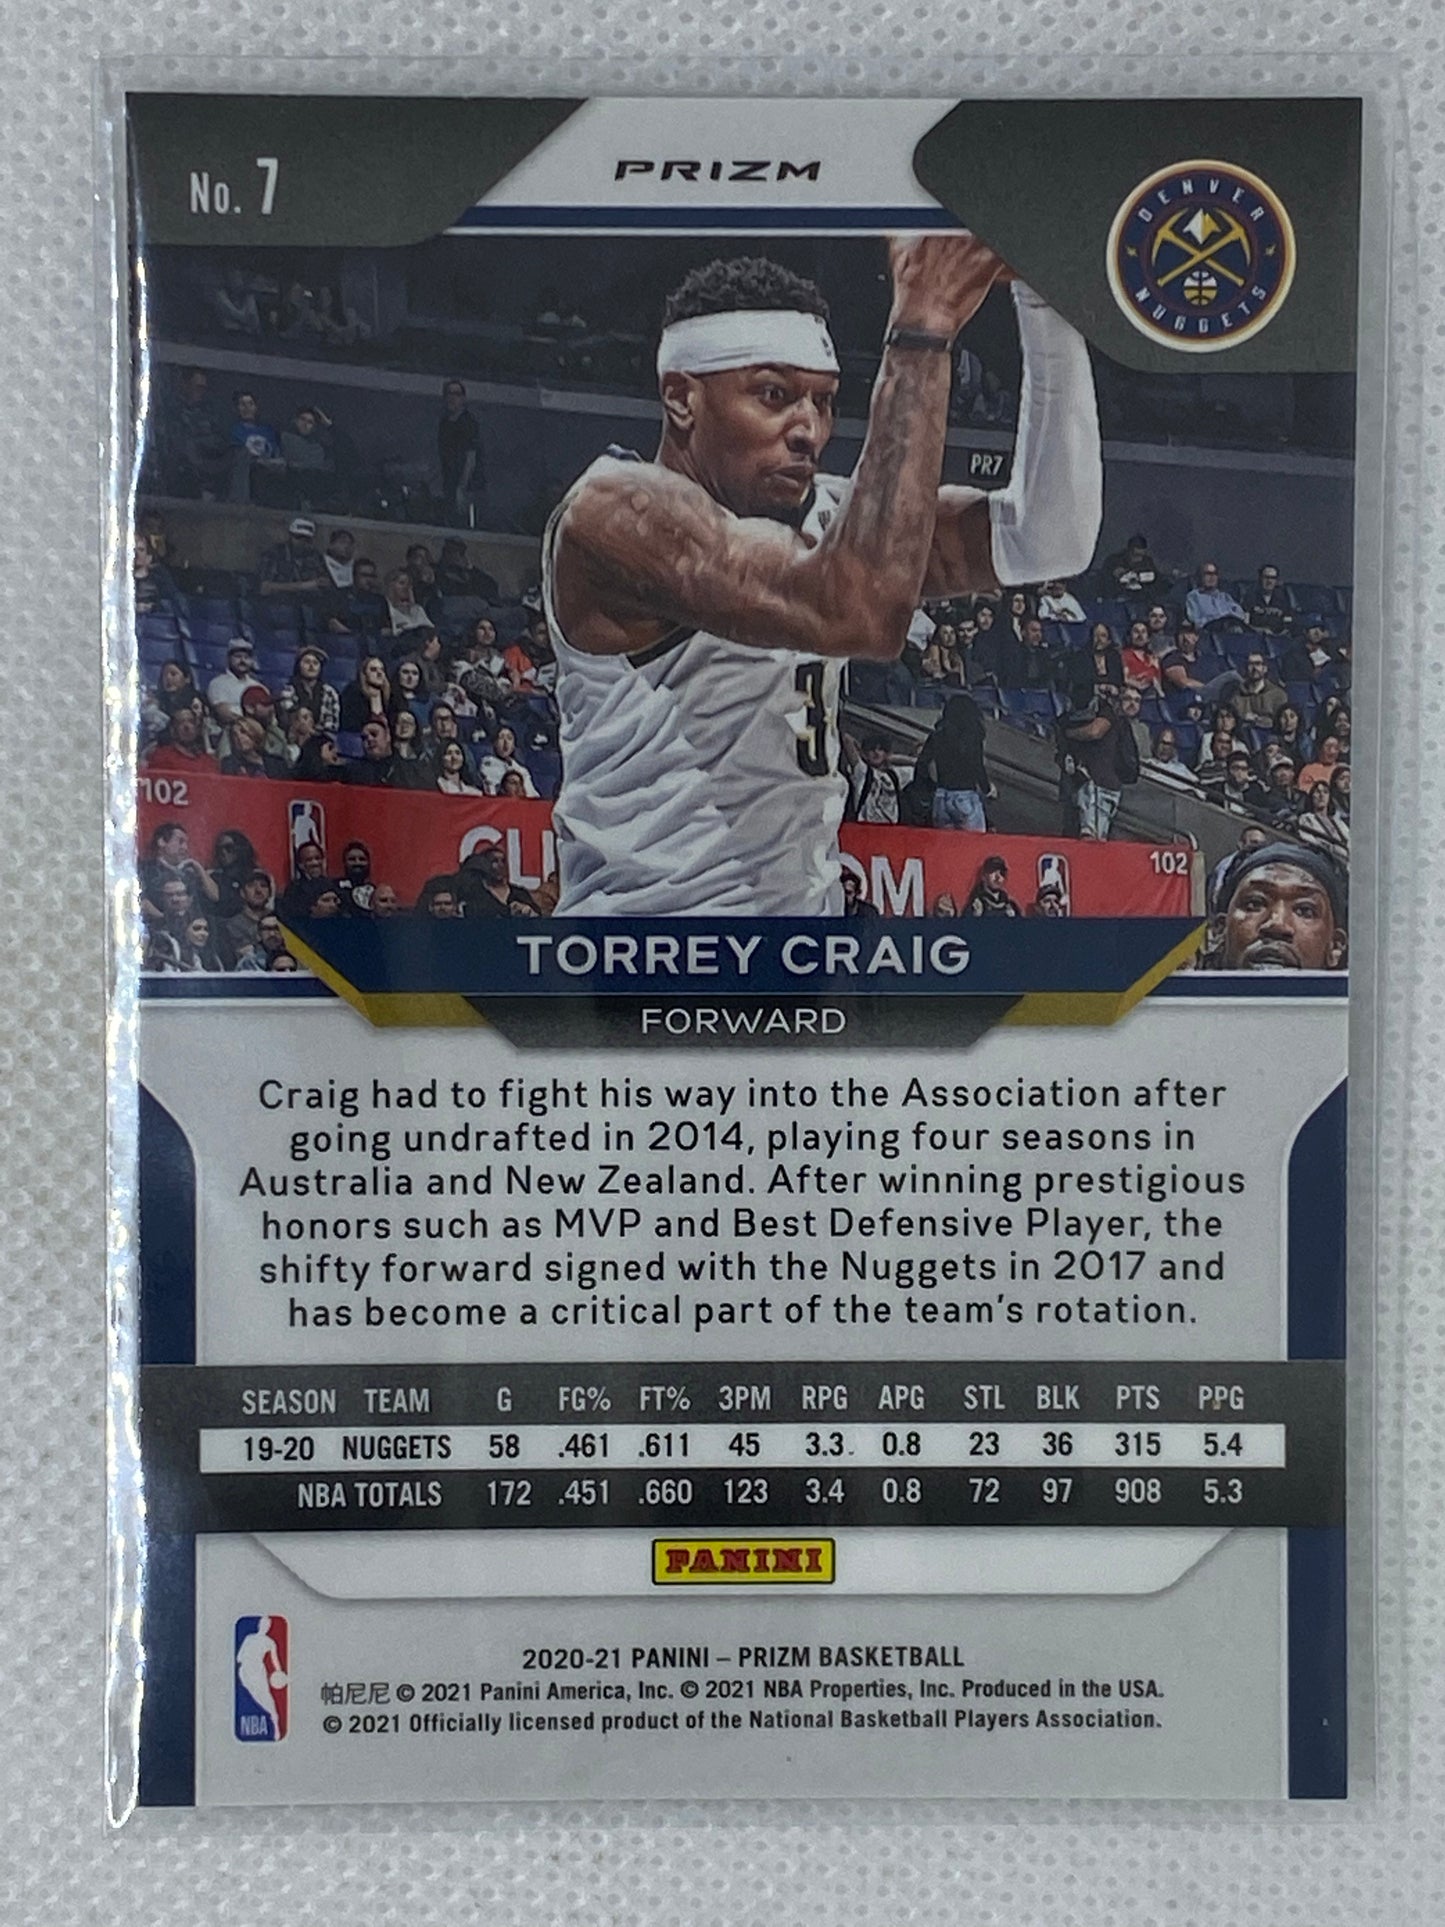 No. 7
PRIZM
DENVER
NUGGETS
PR7
3
102
CL
OM
102
TORREY CRAIG
FORWARD
Craig had to fight his way into the Association after
going undrafted in 2014, playing four seasons in
Australia and New Zealand. After winning prestigious
honors such as MVP and Best Defensive Player, the
shifty forward signed with the Nuggets in 2017 and
has become a critical part of the team's rotation.
SEASON TEAM G FG% FT% 3PM RPG APG STL BLK PTS PPG
19-20 NUGGETS 58 .461 .611 45 3.3 0.8 23 36 315 5.4
NBA TOTALS 172 .451 .660 123 3.4 0.8 72 97 908 5.3
PANINI
NBA
2020-21 PANINI – PRIZM BASKETBALL
帕尼尼 © 2021 Panini America, Inc. © 2021 NBA Properties, Inc. Produced in the USA.
© 2021 Officially licensed product of the National Basketball Players Association.